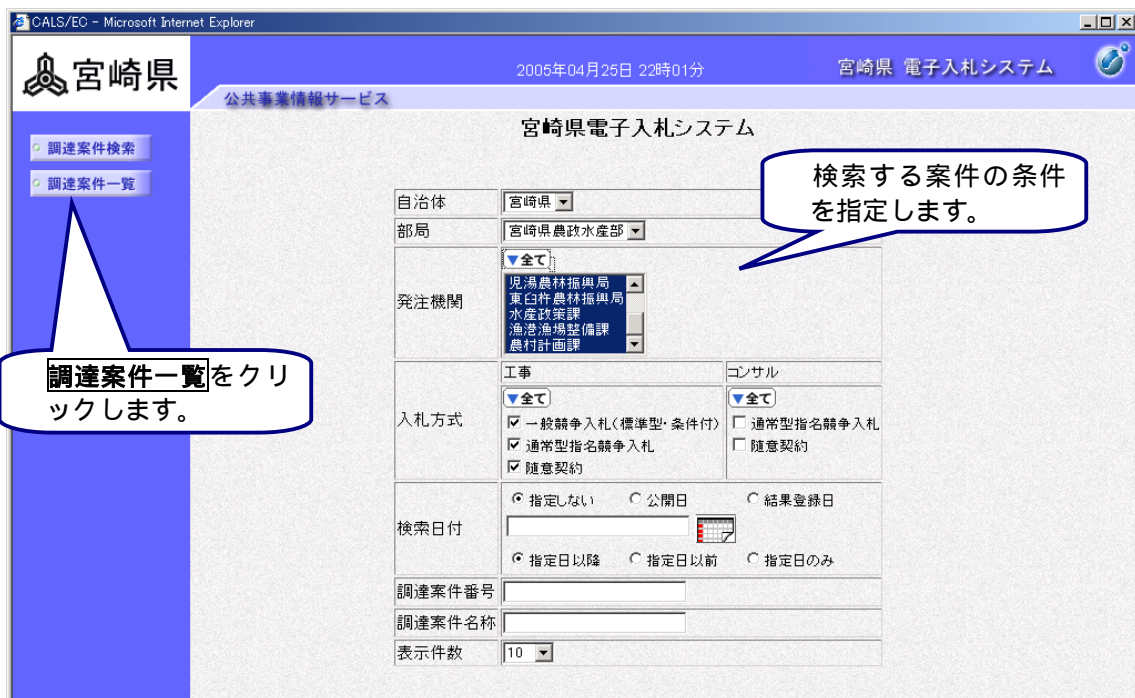 CALS/EC - Microsoft Internet Explorer
宮崎県
2005年04月25日 22時01分
宮崎県 電子入札システム
公共事業情報サービス
調達案件検索
調達案件一覧
宮崎県電子入札システム
検索する案件の条件
を指定します。
自治体
宮崎県
部局
宮崎県農政水産部
発注機関
▼全て
児湯農林振興局
東臼杵農林振興局
水産政策課
漁港漁場整備課
農村計画課
調達案件一覧をクリ
ックします。
入札方式
工事
コンサル
▼全て
▼全て
一般競争入札(標準型・条件付)
通常型指名競争入札
通常型指名競争入札
随意契約
随意契約
検索日付
指定しない 公開日 結果登録日
指定日以降 指定日以前 指定日のみ
調達案件番号
調達案件名称
表示件数
10